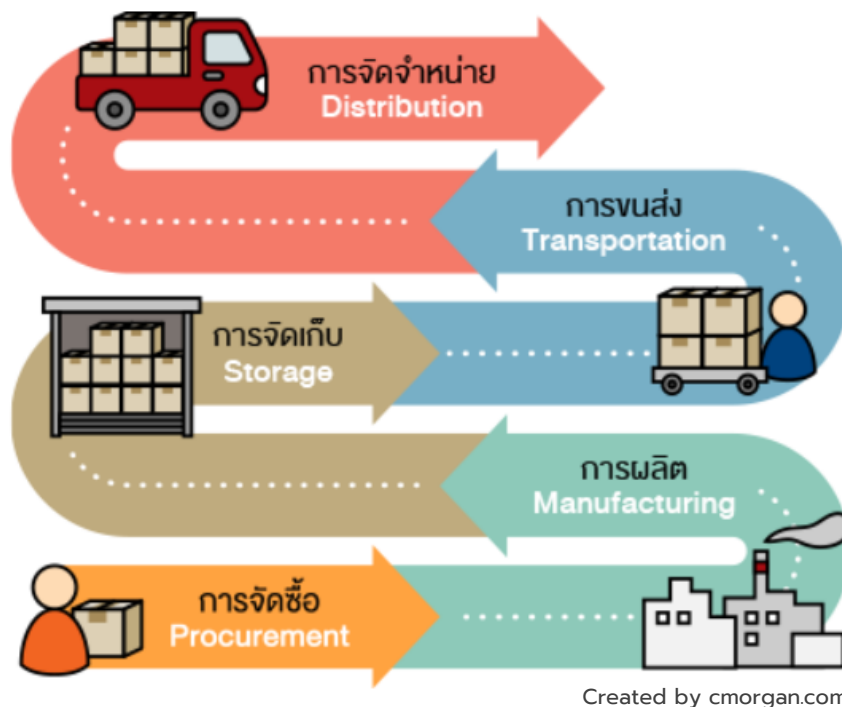 การจัดจำหน่าย
Distribution
การขนส่ง
Transportation
การจัดเก็บ
Storage
การผลิต
Manufacturing
การจัดซื้อ
Procurement
Created by cmorgan.com